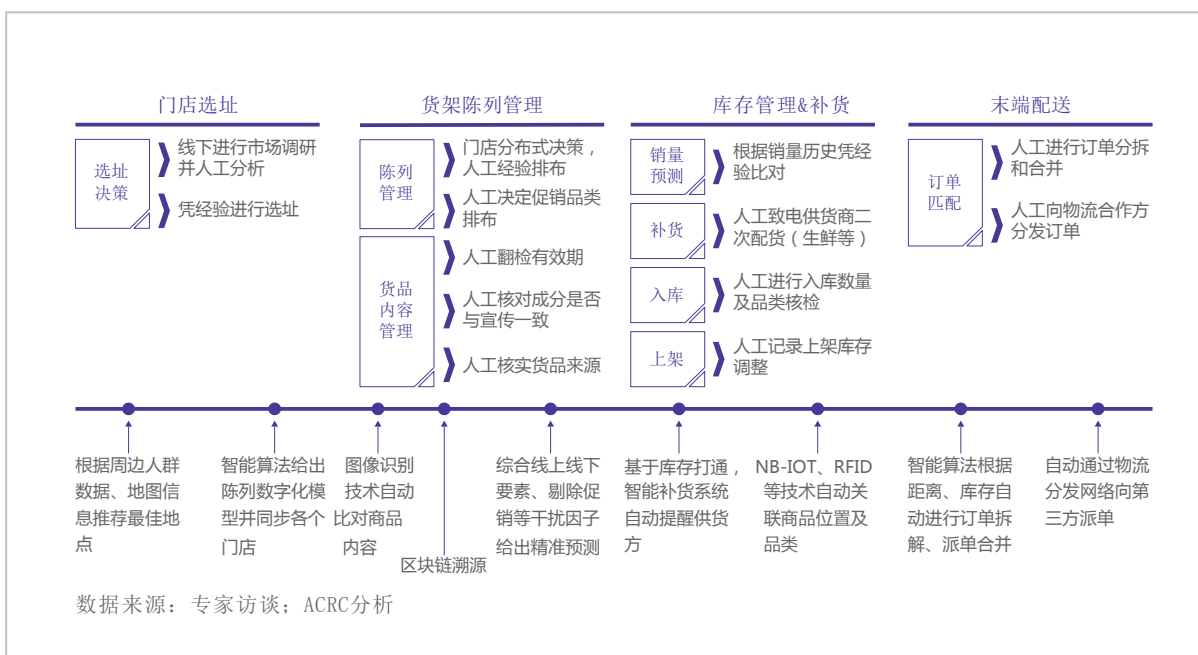 门店选址
选址
决策
线下进行市场调研
并人工分析
凭经验进行选址
货架陈列管理
陈列
管理
门店分布式决策，
人工经验排布
人工决定促销品类
排布
货品
内容
管理
人工翻检有效期
人工核对成分是否
与宣传一致
人工核实货品来源
库存管理&补货
销量
预测
根据销量历史凭经
验比对
补货
人工致电供货商二
次配货（生鲜等）
入库
人工进行入库数量
及品类核检
上架
人工记录上架库存
调整
末端配送
订单
匹配
人工进行订单分拆
和合并
人工向物流合作方
分发订单
根据周边人群
数据、地图信
息推荐最佳地
点
智能算法给出
陈列数字化模
型并同步各个
门店
图像识别
技术自动
比对商品
内容
区块链溯源
综合线上线下
要素、剔除促
销等干扰因子
给出精准预测
基于库存打通，
智能补货系统
自动提醒供货
方
NB-IOT、RFID
等技术自动关
联商品位置及
品类
智能算法根据
距离、库存自
动进行订单拆
解、派单合并
自动通过物流
分发网络向第
三方派单
数据来源：专家访谈；ACRC分析